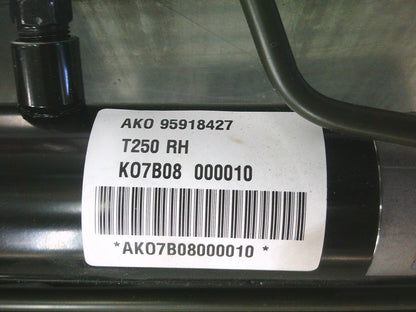 AKO 95918427
T250 RH
K07B08 000010
*AK07B08000010 *